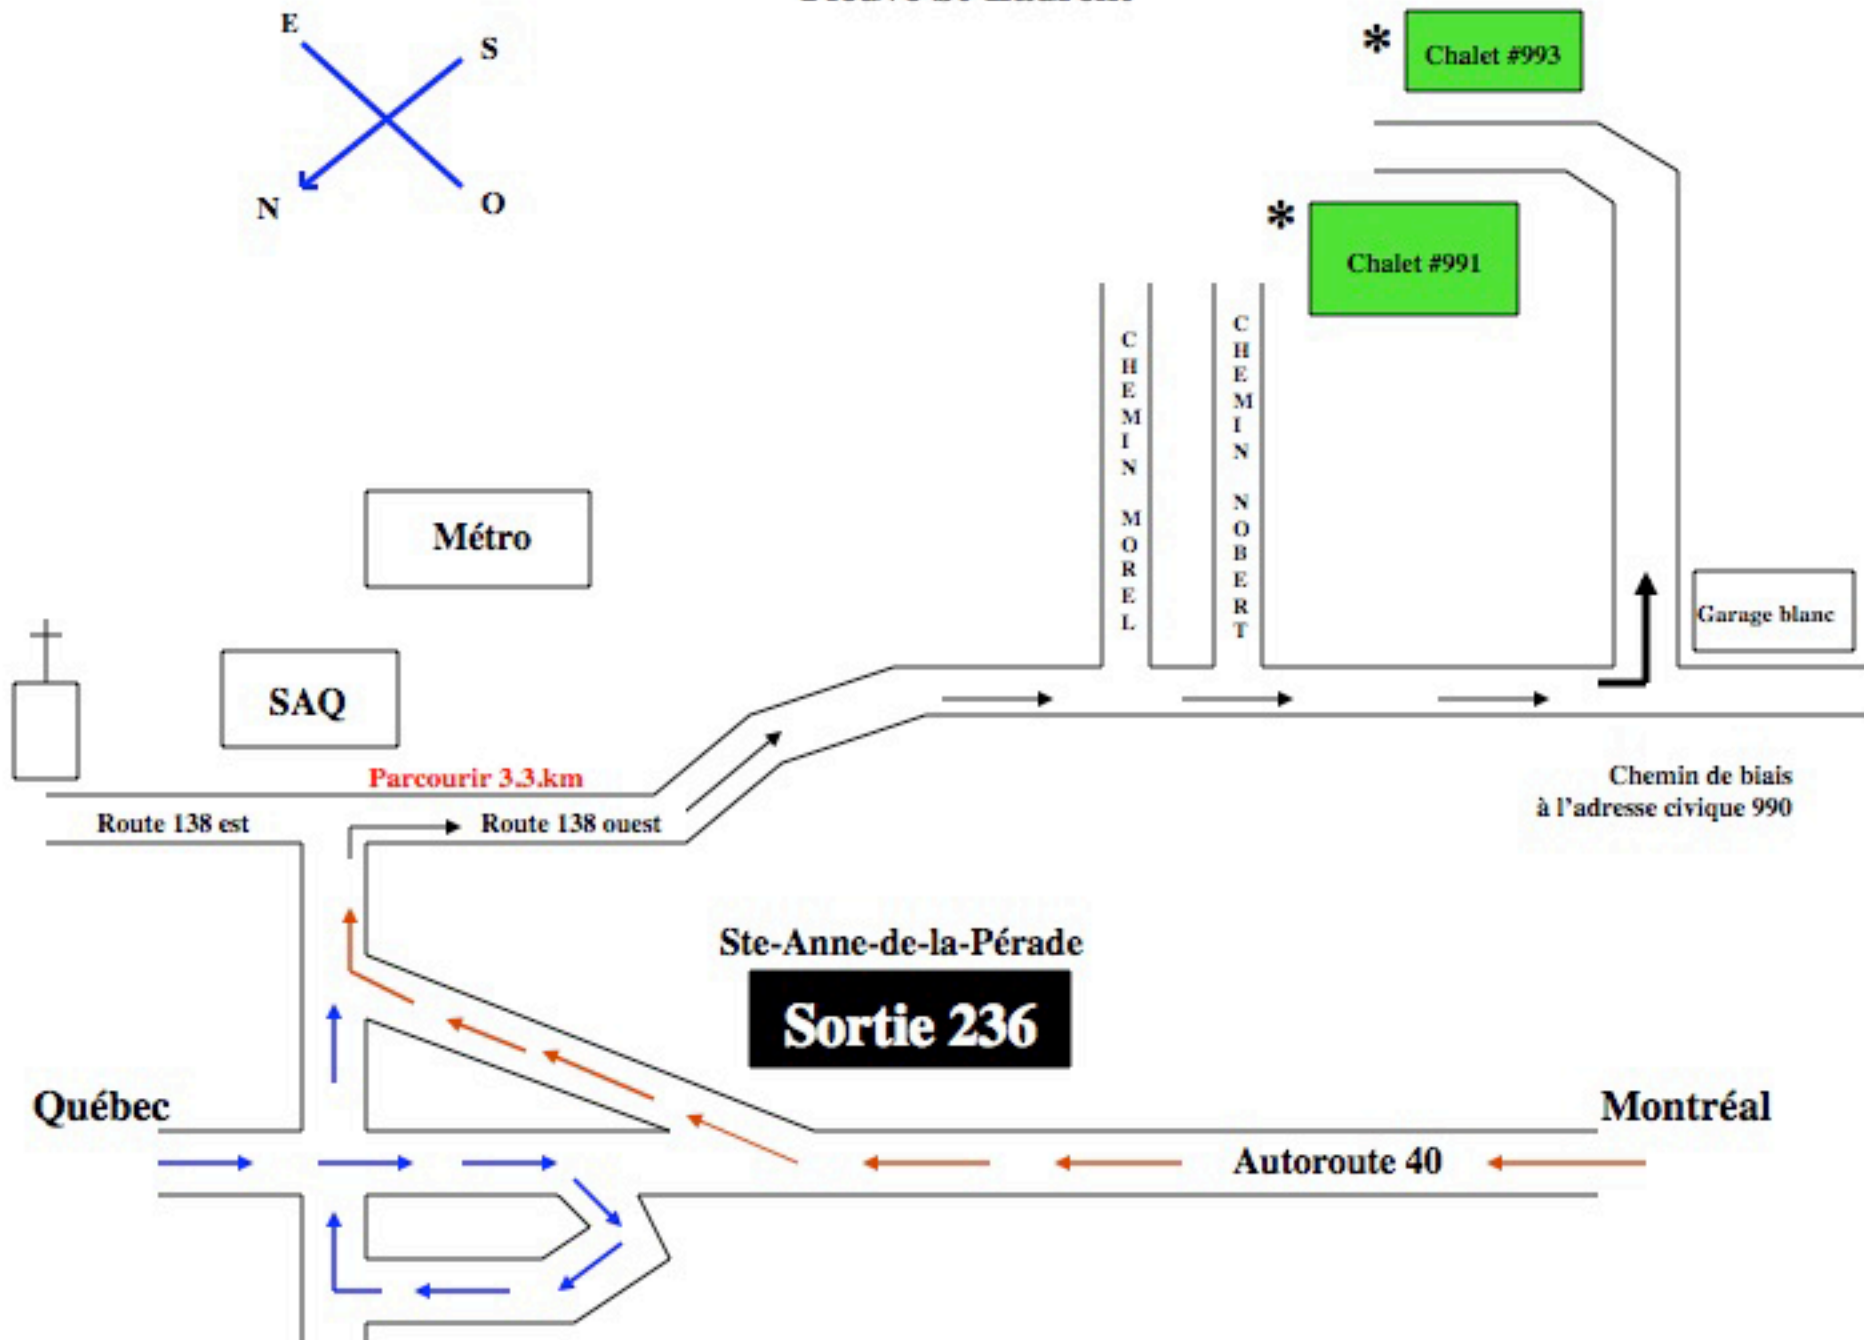 E
S
N
O
* Chalet #993
* Chalet #991
CHEMIN MOREL
CHEMIN NOBERT
Métro
SAQ
Garage blanc
Parcourir 3.3.km
Route 138 est
Route 138 ouest
Chemin de biais
à l'adresse civique 990
Ste-Anne-de-la-Pérade
Sortie 236
Québec
Montréal
Autoroute 40